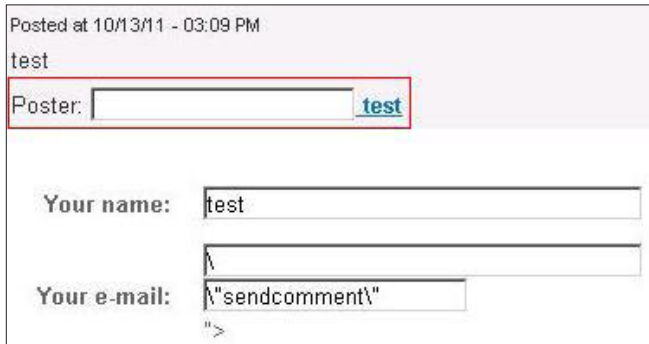 Posted at 10/13/11 - 03:09 PM
test
Poster: test
Your name: test
\
Your e-mail: \"sendcomment\"
">